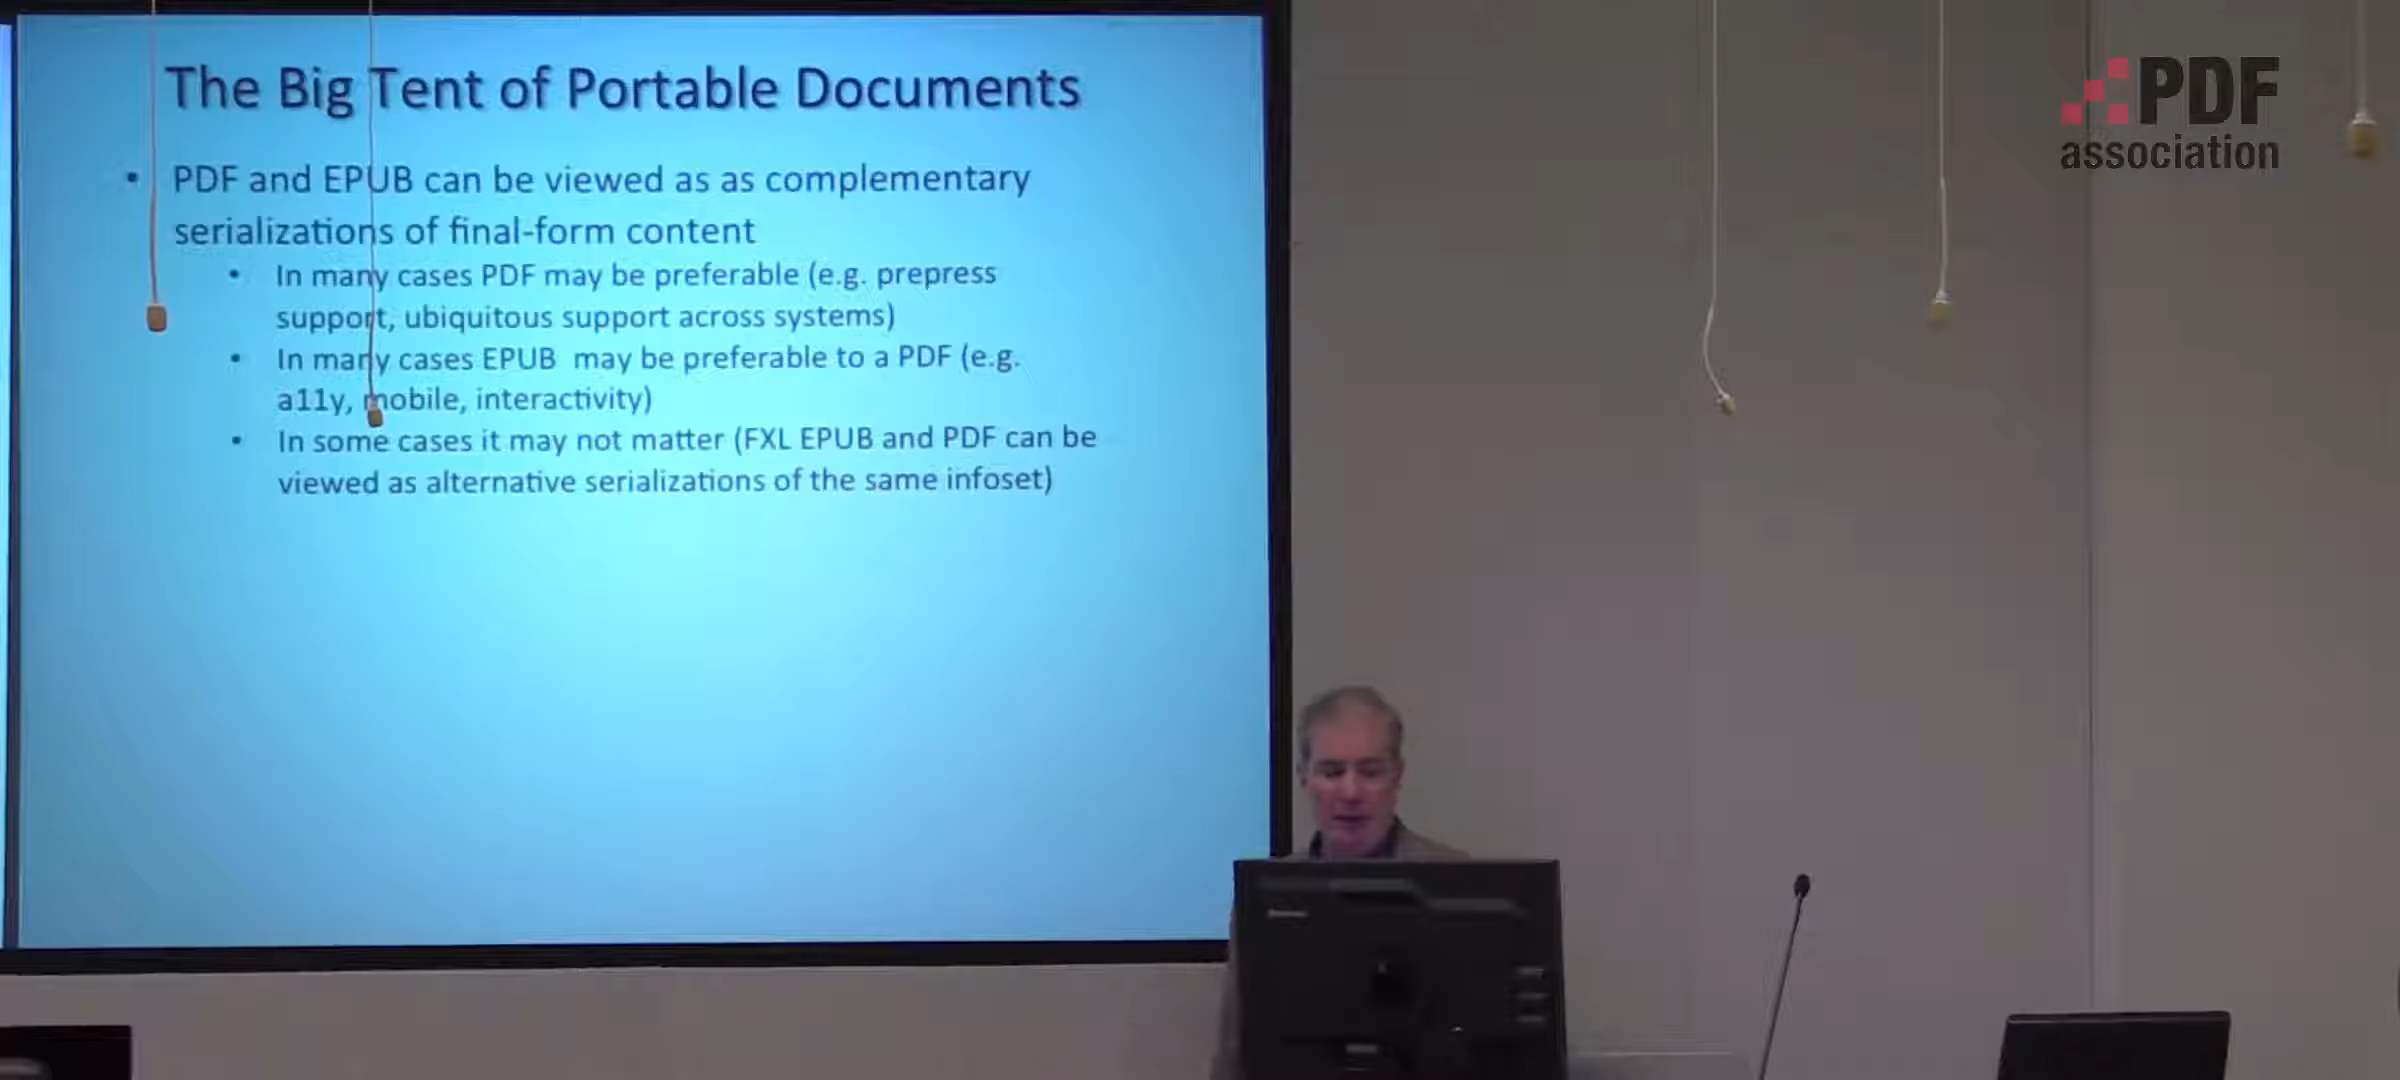 The Big Tent of Portable Documents
• PDF and EPUB can be viewed as as complementary
serializations of final-form content
• In many cases PDF may be preferable (e.g. prepress
support, ubiquitous support across systems)
• In many cases EPUB  may be preferable to a PDF (e.g.
a11y, mobile, interactivity)
• In some cases it may not matter (FXL EPUB and PDF can be
viewed as alternative serializations of the same infoset)
PDF
association